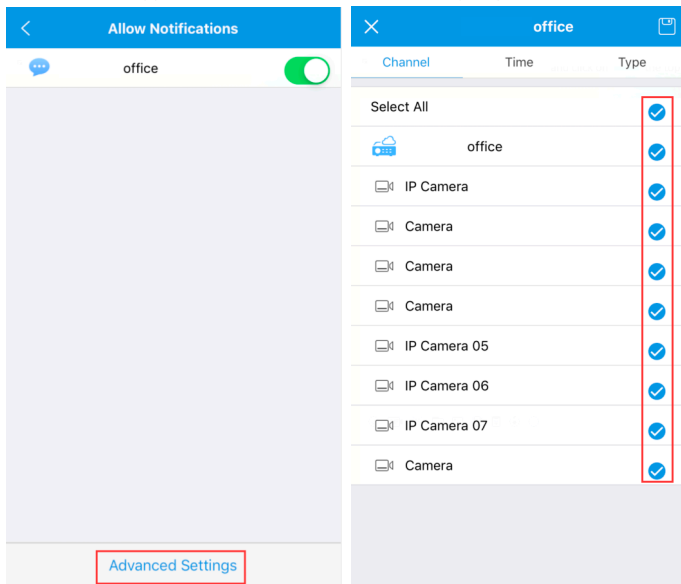 Allow Notifications
office
Advanced Settings
office
Channel Time Type
Select All
office
IP Camera
Camera
Camera
Camera
IP Camera 05
IP Camera 06
IP Camera 07
Camera